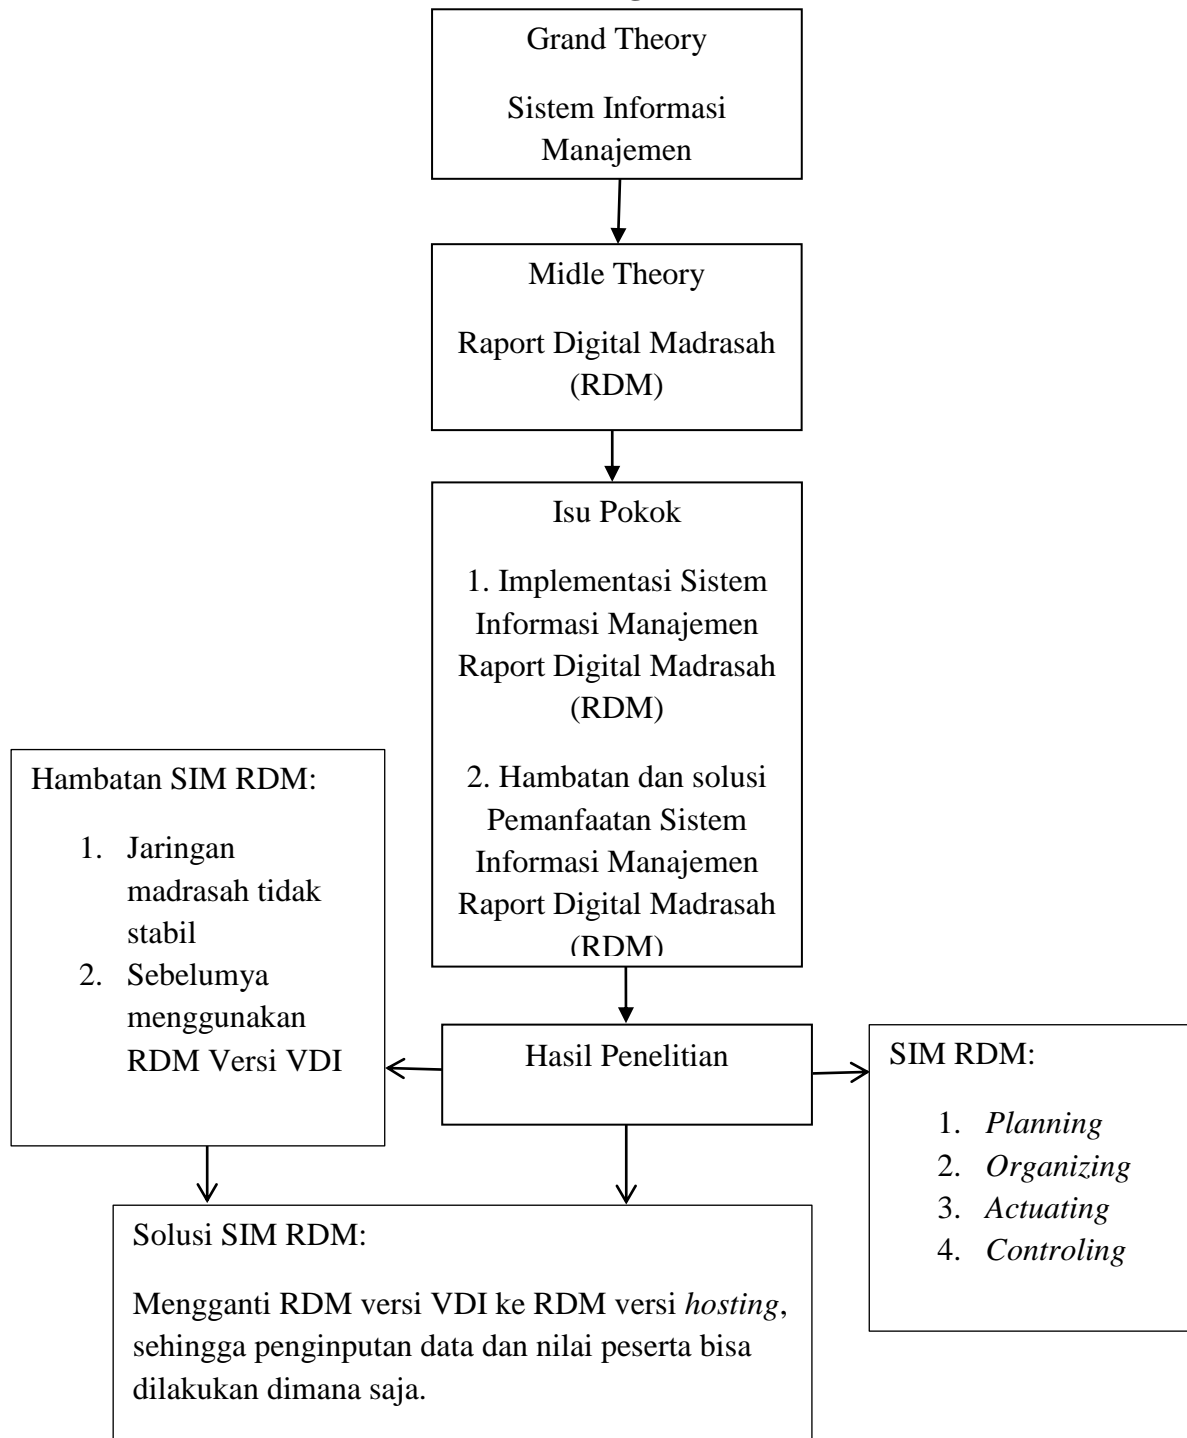 Grand Theory
Sistem Informasi
Manajemen
Midle Theory
Raport Digital Madrasah
(RDM)
Isu Pokok
1. Implementasi Sistem
Informasi Manajemen
Raport Digital Madrasah
(RDM)
2. Hambatan dan solusi
Pemanfaatan Sistem
Informasi Manajemen
Raport Digital Madrasah
(RDM)
Hambatan SIM RDM:
1. Jaringan
madrasah tidak
stabil
2. Sebelumya
menggunakan
RDM Versi VDI
Hasil Penelitian
SIM RDM:
1. Planning
2. Organizing
3. Actuating
4. Controling
Solusi SIM RDM:
Mengganti RDM versi VDI ke RDM versi hosting,
sehingga penginputan data dan nilai peserta bisa
dilakukan dimana saja.